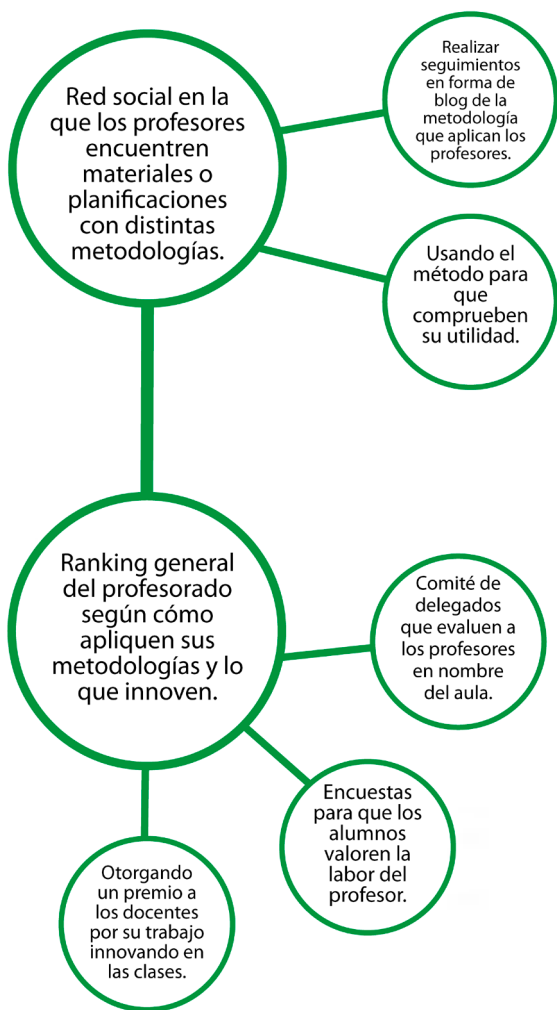 Red social en la
que los profesores
encuentren
materiales o
planificaciones
con distintas
metodologías.
Realizar
seguimientos
en forma de
blog de la
metodología
que aplican los
profesores.
Usando el
método para
que
comprueben
su utilidad.
Ranking general
del profesorado
según cómo
apliquen sus
metodologías y lo
que innoven.
Comité de
delegados
que evaluen a
los profesores
en nombre
del aula.
Encuestas
para que los
alumnos
valoren la
labor del
profesor.
Otorgando
un premio a
los docentes
por su trabajo
innovando en
las clases.